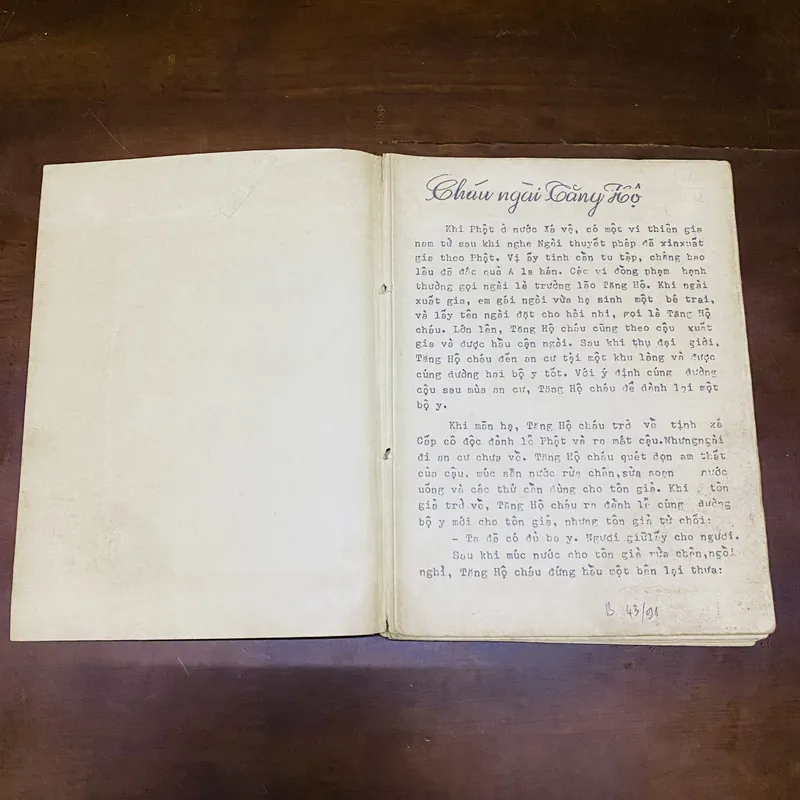 Cháu ngài Tăng Hộ
Khi Phật ở nước Xá vệ, có một vị thiện gia
nam tử sau khi nghe Ngài thuyết pháp đã xinxuất
gia theo Phật. Vị ấy tinh cần tu tập, chẳng bao
lâu đã đắc quả A la hán. Các vị đồng phạm hạnh
thường gọi ngài là trưởng lão Tăng Hộ. Khi ngài
xuất gia, em gái ngài vừa hạ sinh một bé trai,
và lấy tên ngài đặt cho hài nhi, gọi là Tăng Hộ
cháu. Lớn lên, Tăng Hộ cháu cũng theo cậu xuất
gia và được hầu cận ngài. Sau khi thụ đại giới,
Tăng Hộ cháu đến an cư tại một khu làng và được
cúng dường hai bộ y tốt. Với ý định cúng dường
cậu sau mùa an cư, Tăng Hộ cháu để dành lại một
bộ y.
Khi mãn hạ, Tăng Hộ cháu trở về tịnh xá
Cấp cô độc đảnh lễ Phật và ra mắt cậu.Nhưngngài
đi an cư chưa về. Tăng Hộ cháu quét dọn am thất
của cậu, múc sẵn nước rửa chân,sửa soạn nước
uống và các thứ cần dùng cho tôn giả. Khi tôn
giả trở về, Tăng Hộ cháu ra đảnh lễ cúng dường
bộ y mới cho tôn giả, nhưng tôn giả từ chối:
- Ta đã có đủ ba y. Ngươi giữlấy cho ngươi.
Sau khi múc nước cho tôn giả rửa chân,ngồi
nghỉ, Tăng Hộ cháu đứng hầu một bên lại thưa:
B 43/91